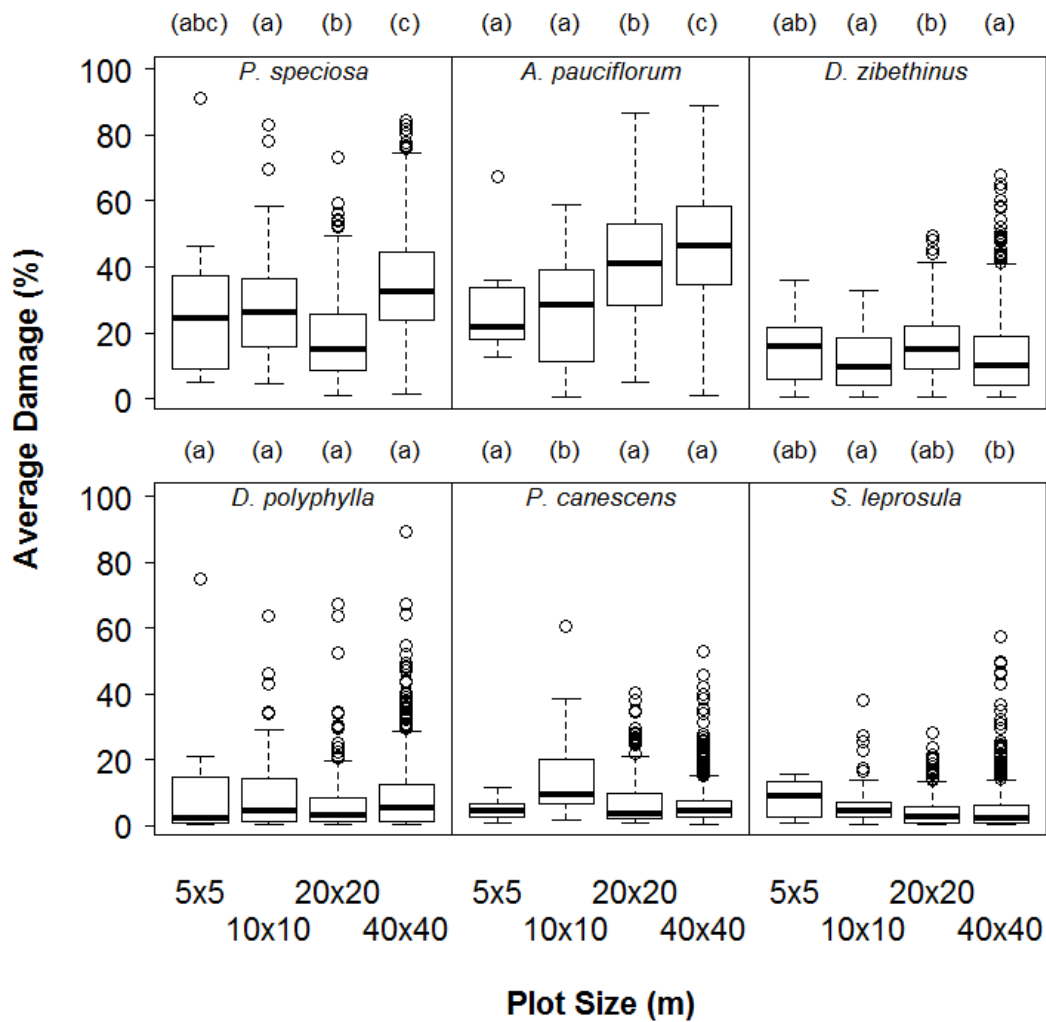 (abc) (a) (b) (c) (a) (a) (b) (c) (a) (a) (b) (a)
P. speciosa A. pauciflorum D. zibethinus
100
80
60
40
20
0
(a) (a) (a) (a) (a) (b) (a) (a) (ab) (a) (ab) (b)
D. polyphylla P. canescens S. leprosula
100
80
60
40
20
0
Average Damage (%)
5x5 20x20 5x5 20x20 5x5 20x20
10x10 40x40 10x10 40x40 10x10 40x40
Plot Size (m)